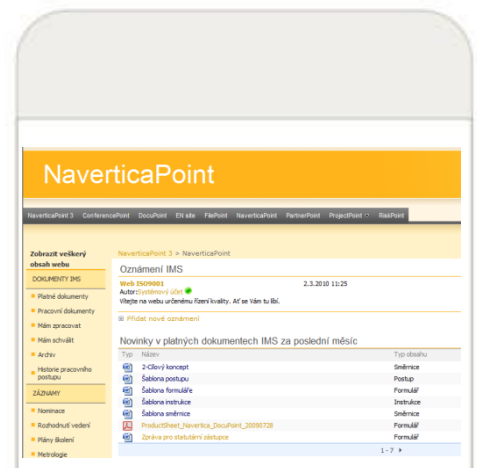 NaverticaPoint
NaverticaPoint 3 ConferencePoint DocuPoint EN site FilePoint NaverticaPoint PartnerPoint ProjectPoint RiskPoint
Zobrazit veškerý
obsah webu
DOKUMENTY IMS
Platné dokumenty
Pracovní dokumenty
Mám zpracovat
Mám schválit
Archiv
Historie pracovního
postupu
ZÁZNAMY
Nominace
Rozhodnutí vedení
Plány školení
Metrologie
NaverticaPoint 3 > NaverticaPoint
Oznámení IMS
Web ISO9001 2.3.2010 11:25
Autor:Systémový účet
Vítejte na webu určenému řízení kvality. Ať se Vám tu líbí.
Přidat nové oznámení
Novinky v platných dokumentech IMS za poslední měsíc
Typ Název Typ obsahu
2-Cílový koncept Směrnice
Šablona postupu Postup
Šablona formuláře Formulář
Šablona instrukce Instrukce
Šablona směrnice Směrnice
ProductSheet_Navertica_DocuPoint_20090728 Formulář
Zpráva pro statutární zástupce Formulář
1 - 7